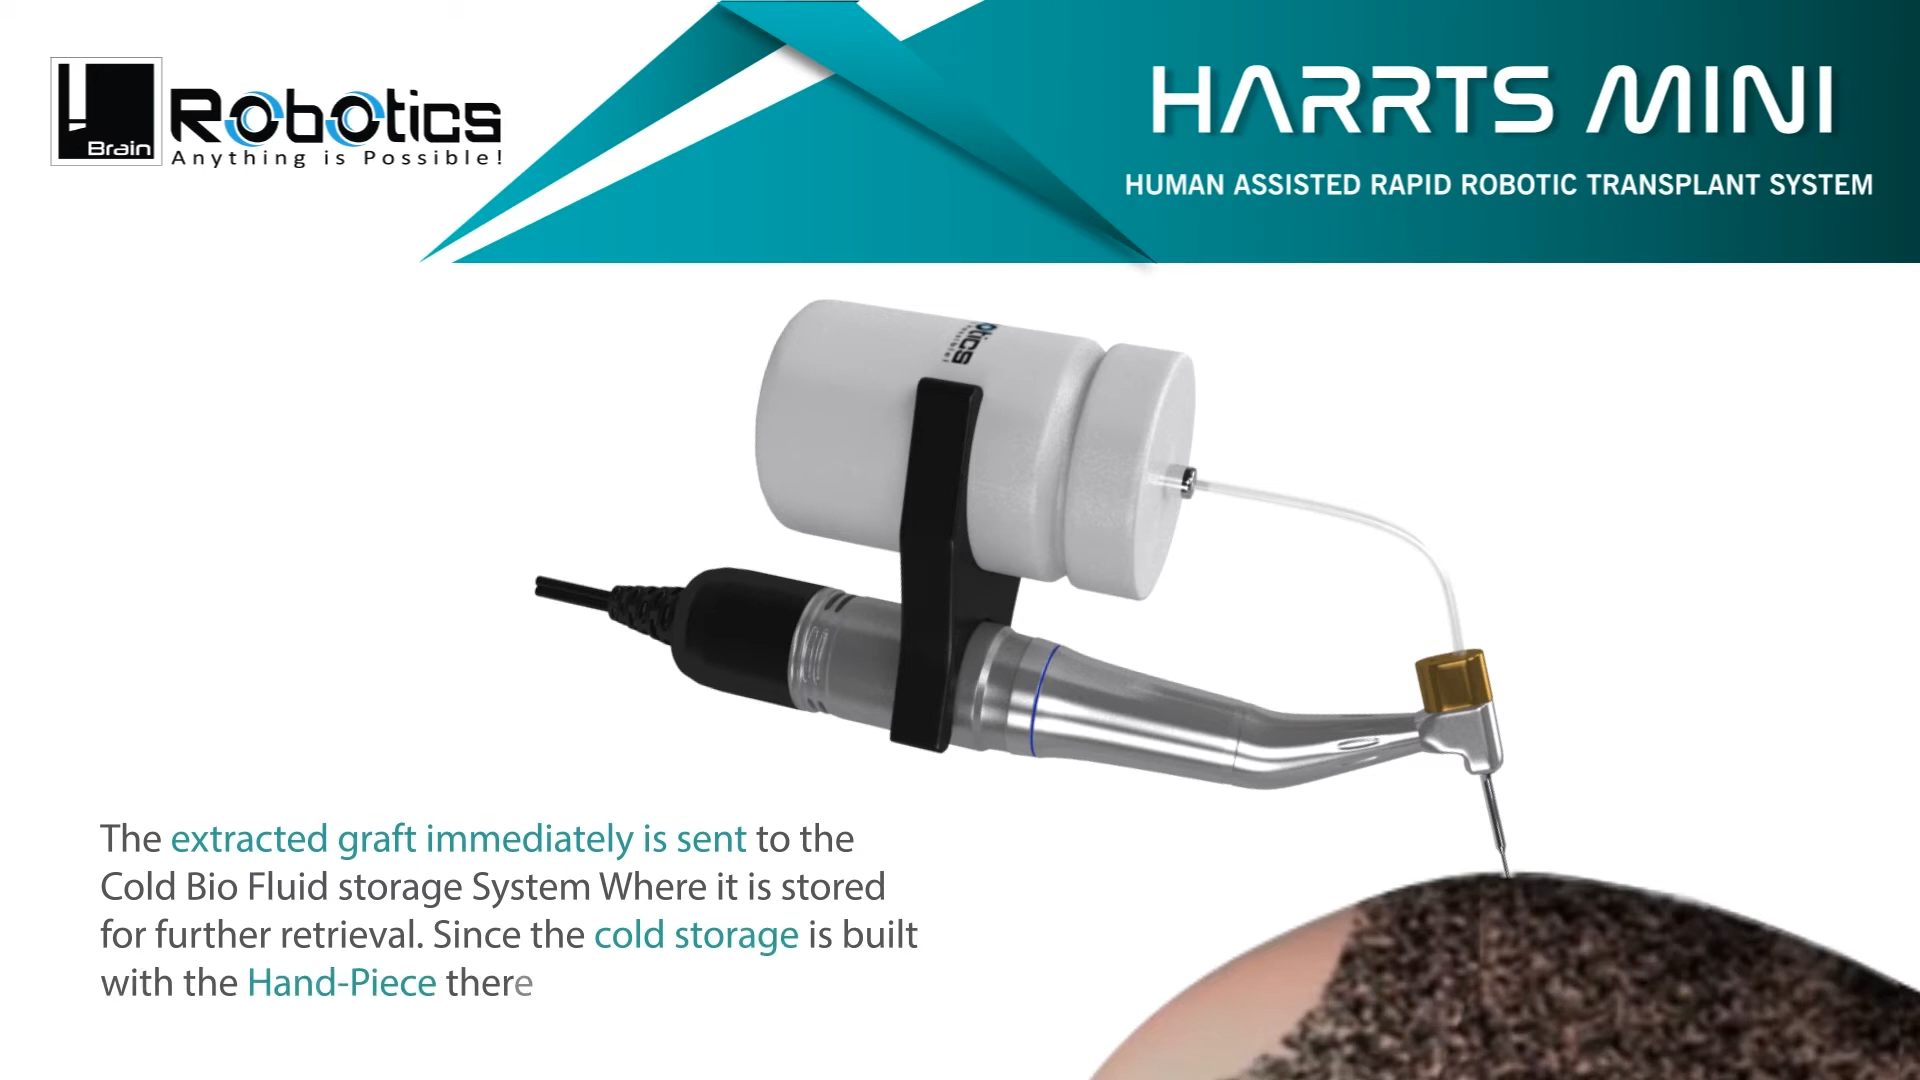 Brain
Robotics
Anything is Possible!
HARRTS MINI
HUMAN ASSISTED RAPID ROBOTIC TRANSPLANT SYSTEM
otics
The extracted graft immediately is sent to the
Cold Bio Fluid storage System Where it is stored
for further retrieval. Since the cold storage is built
with the Hand-Piece there